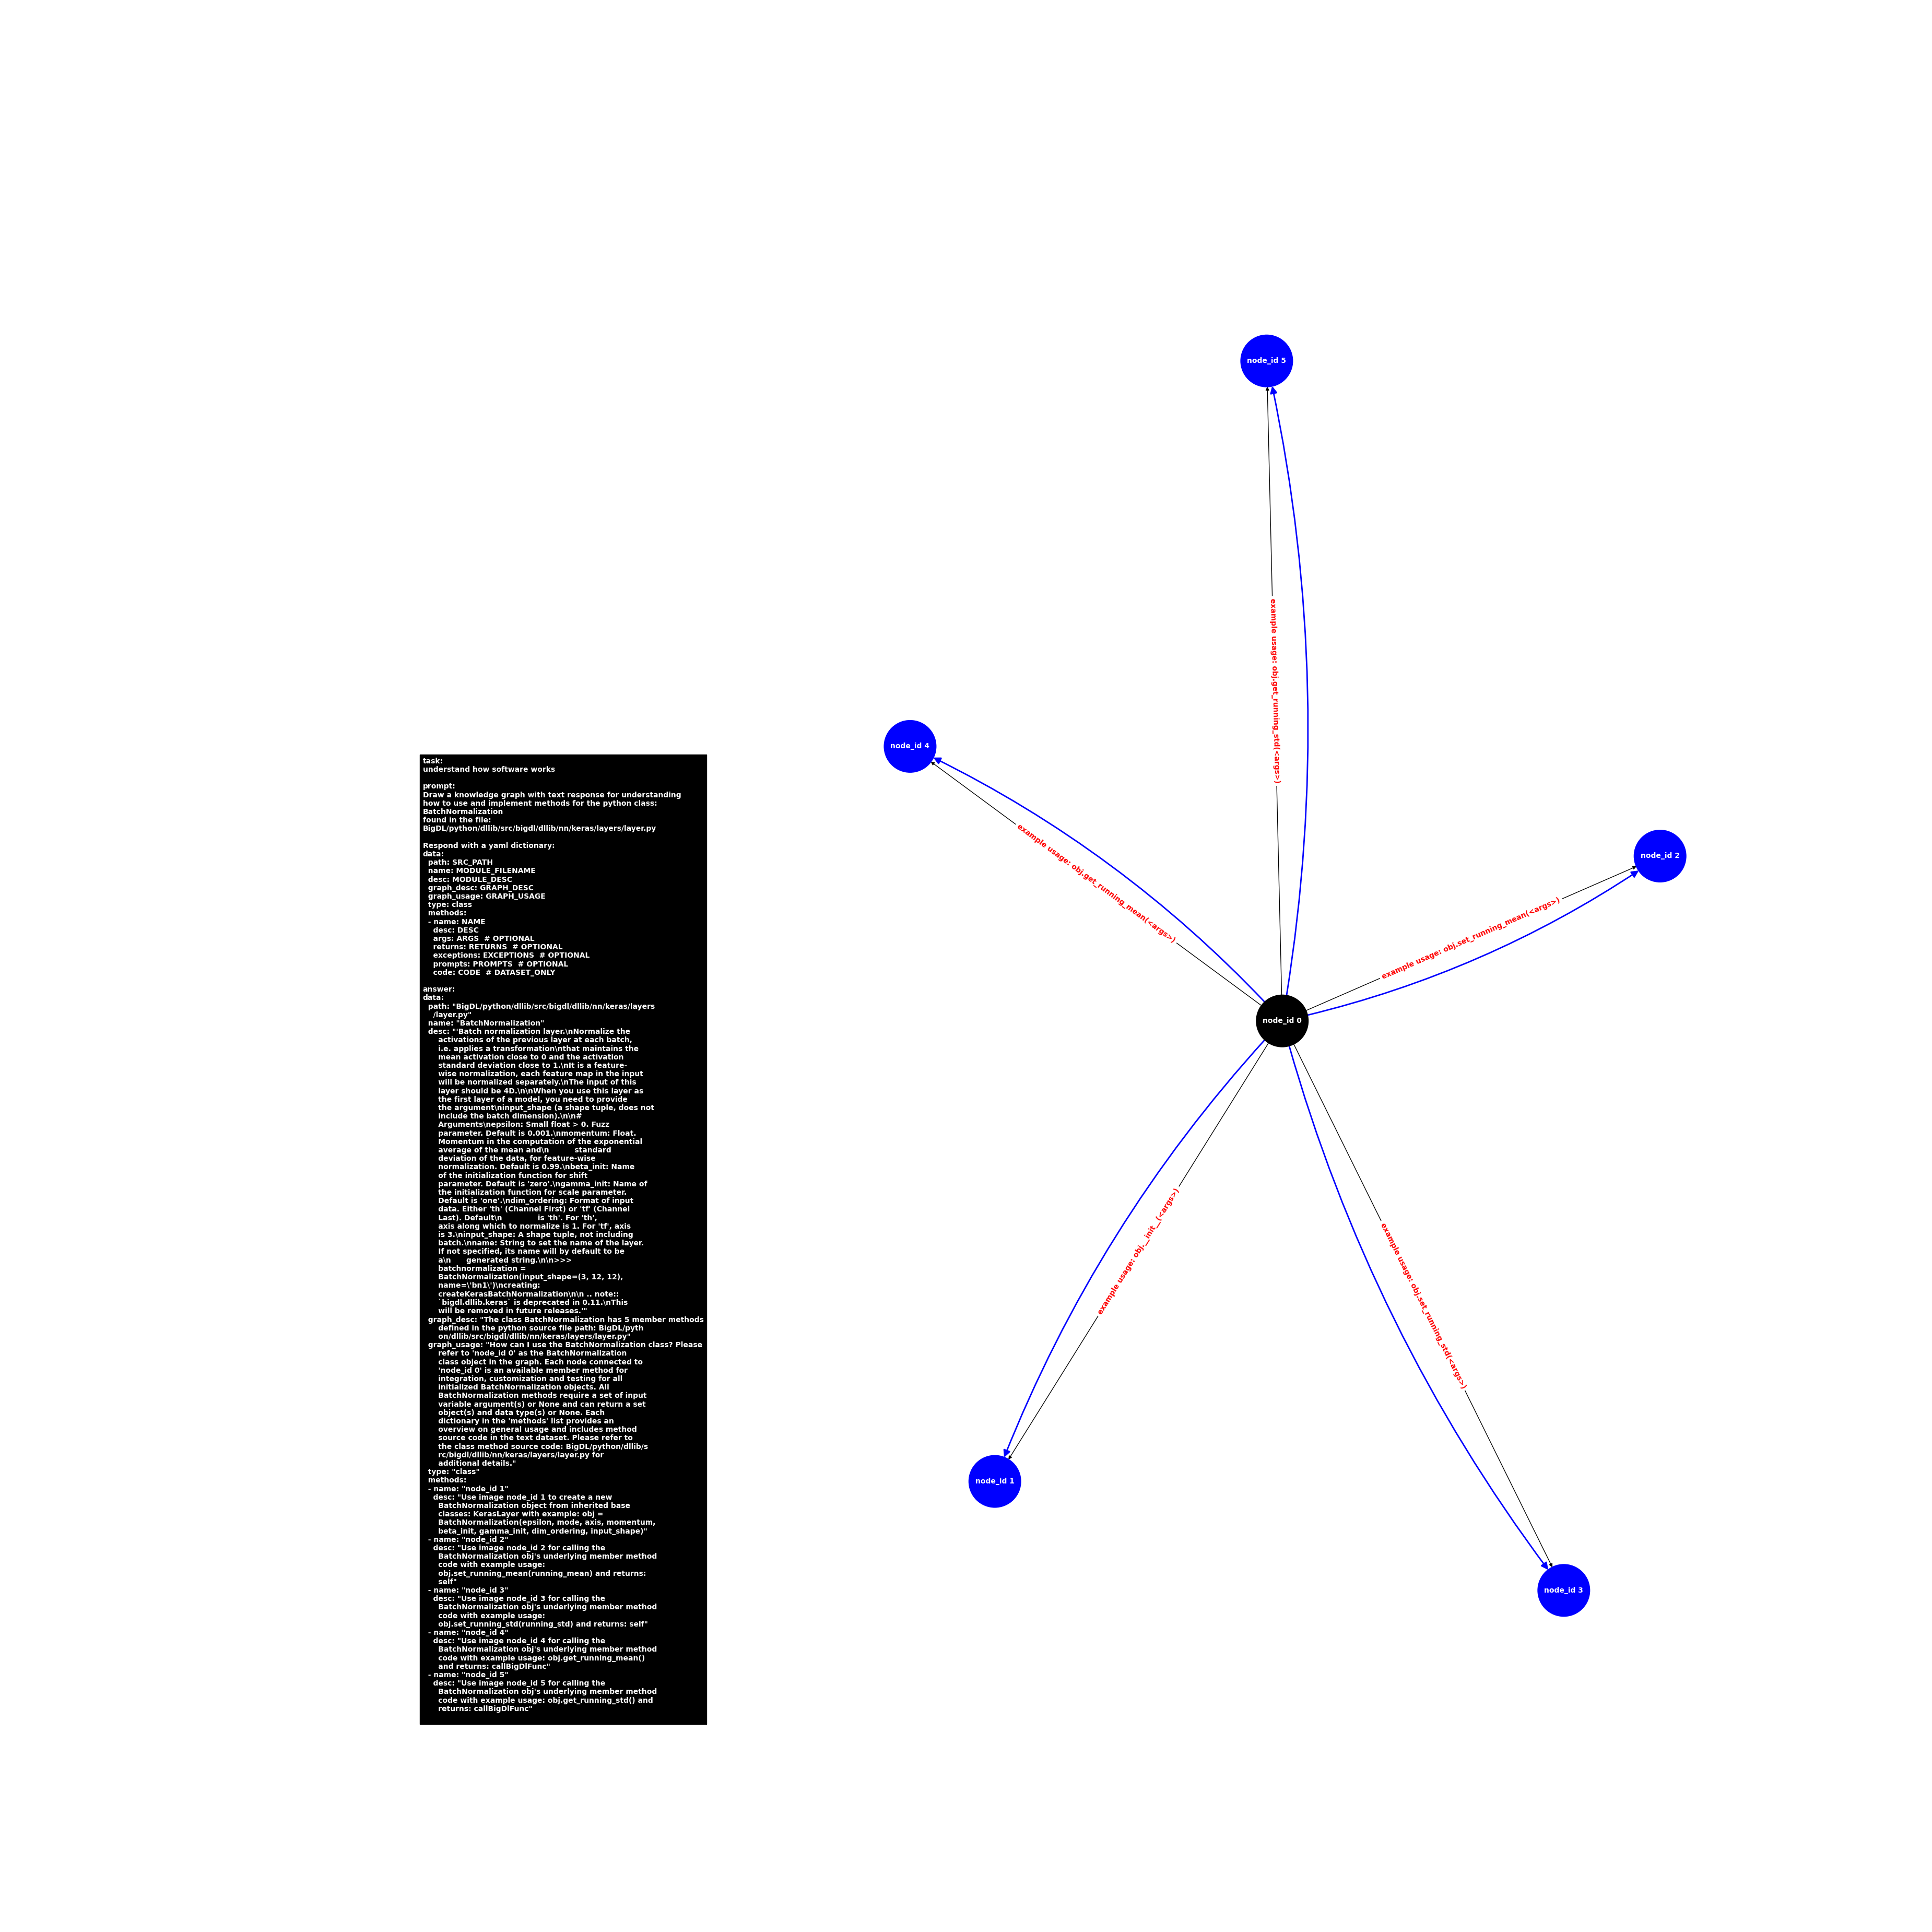 task:
understand how software works

prompt:
Draw a knowledge graph with text response for understanding
how to use and implement methods for the python class:
BatchNormalization
found in the file:
BigDL/python/dllib/src/bigdl/dllib/nn/keras/layers/layer.py

Respond with a yaml dictionary:
data:
  path: SRC_PATH
  name: MODULE_FILENAME
  desc: MODULE_DESC
  graph_desc: GRAPH_DESC
  graph_usage: GRAPH_USAGE
  type: class
  methods:
  - name: NAME
    desc: DESC
    args: ARGS  # OPTIONAL
    returns: RETURNS  # OPTIONAL
    exceptions: EXCEPTIONS  # OPTIONAL
    prompts: PROMPTS  # OPTIONAL
    code: CODE  # DATASET_ONLY

answer:
data:
  path: "BigDL/python/dllib/src/bigdl/dllib/nn/keras/layers
    /layer.py"
  name: "BatchNormalization"
  desc: "'Batch normalization layer.\nNormalize the
      activations of the previous layer at each batch,
      i.e. applies a transformation\nthat maintains the
      mean activation close to 0 and the activation
      standard deviation close to 1.\nIt is a feature-
      wise normalization, each feature map in the input
      will be normalized separately.\nThe input of this
      layer should be 4D.\n\nWhen you use this layer as
      the first layer of a model, you need to provide
      the argument\ninput_shape (a shape tuple, does not
      include the batch dimension).\n\n#
      Arguments\nepsilon: Small float > 0. Fuzz
      parameter. Default is 0.001.\nmomentum: Float.
      Momentum in the computation of the exponential
      average of the mean and\n          standard
      deviation of the data, for feature-wise
      normalization. Default is 0.99.\nbeta_init: Name
      of the initialization function for shift
      parameter. Default is 'zero'.\ngamma_init: Name of
      the initialization function for scale parameter.
      Default is 'one'.\ndim_ordering: Format of input
      data. Either 'th' (Channel First) or 'tf' (Channel
      Last). Default\n              is 'th'. For 'th',
      axis along which to normalize is 1. For 'tf', axis
      is 3.\ninput_shape: A shape tuple, not including
      batch.\nname: String to set the name of the layer.
      If not specified, its name will by default to be
      a\n      generated string.\n\n>>>
      batchnormalization =
      BatchNormalization(input_shape=(3, 12, 12),
      name=\'bn1\')\ncreating:
      createKerasBatchNormalization\n\n .. note::
      `bigdl.dllib.keras` is deprecated in 0.11.\nThis
      will be removed in future releases.'"
  graph_desc: "The class BatchNormalization has 5 member methods
      defined in the python source file path: BigDL/pyth
      on/dllib/src/bigdl/dllib/nn/keras/layers/layer.py"
  graph_usage: "How can I use the BatchNormalization class? Please
      refer to 'node_id 0' as the BatchNormalization
      class object in the graph. Each node connected to
      'node_id 0' is an available member method for
      integration, customization and testing for all
      initialized BatchNormalization objects. All
      BatchNormalization methods require a set of input
      variable argument(s) or None and can return a set
      object(s) and data type(s) or None. Each
      dictionary in the 'methods' list provides an
      overview on general usage and includes method
      source code in the text dataset. Please refer to
      the class method source code: BigDL/python/dllib/s
      rc/bigdl/dllib/nn/keras/layers/layer.py for
      additional details."
  type: "class"
  methods:
  - name: "node_id 1"
    desc: "Use image node_id 1 to create a new
      BatchNormalization object from inherited base
      classes: KerasLayer with example: obj =
      BatchNormalization(epsilon, mode, axis, momentum,
      beta_init, gamma_init, dim_ordering, input_shape)"
  - name: "node_id 2"
    desc: "Use image node_id 2 for calling the
      BatchNormalization obj's underlying member method
      code with example usage:
      obj.set_running_mean(running_mean) and returns:
      self"
  - name: "node_id 3"
    desc: "Use image node_id 3 for calling the
      BatchNormalization obj's underlying member method
      code with example usage:
      obj.set_running_std(running_std) and returns: self"
  - name: "node_id 4"
    desc: "Use image node_id 4 for calling the
      BatchNormalization obj's underlying member method
      code with example usage: obj.get_running_mean()
      and returns: callBigDlFunc"
  - name: "node_id 5"
    desc: "Use image node_id 5 for calling the
      BatchNormalization obj's underlying member method
      code with example usage: obj.get_running_std() and
      returns: callBigDlFunc"
node_id 5
example usage: obj.get_running_std(<args>)
node_id 4
example usage: obj.get_running_mean(<args>)
node_id 2
example usage: obj.set_running_mean(<args>)
node_id 0
example usage: obj.__init__(<args>)
example usage: obj.set_running_std(<args>)
node_id 1
node_id 3